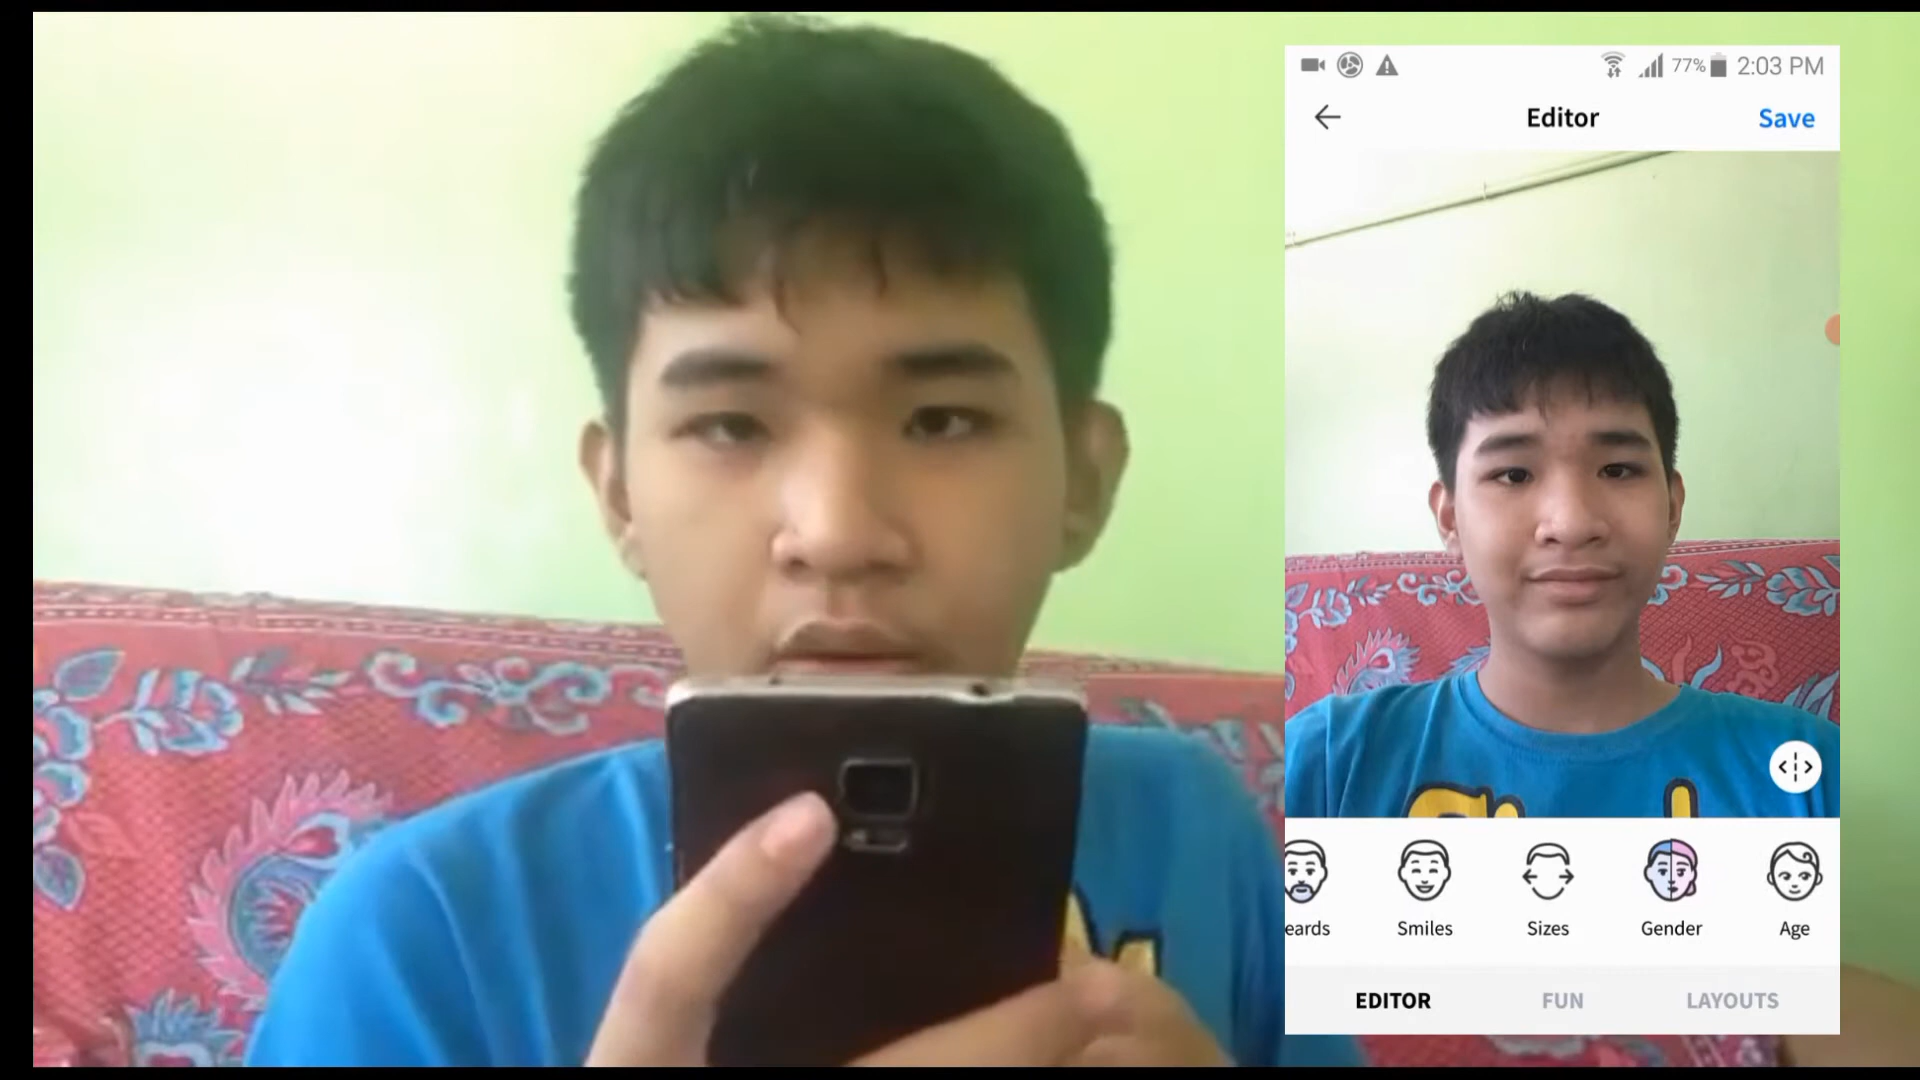 77% 2:03 PM
Editor Save
eards Smiles Sizes Gender Age
EDITOR FUN LAYOUTS